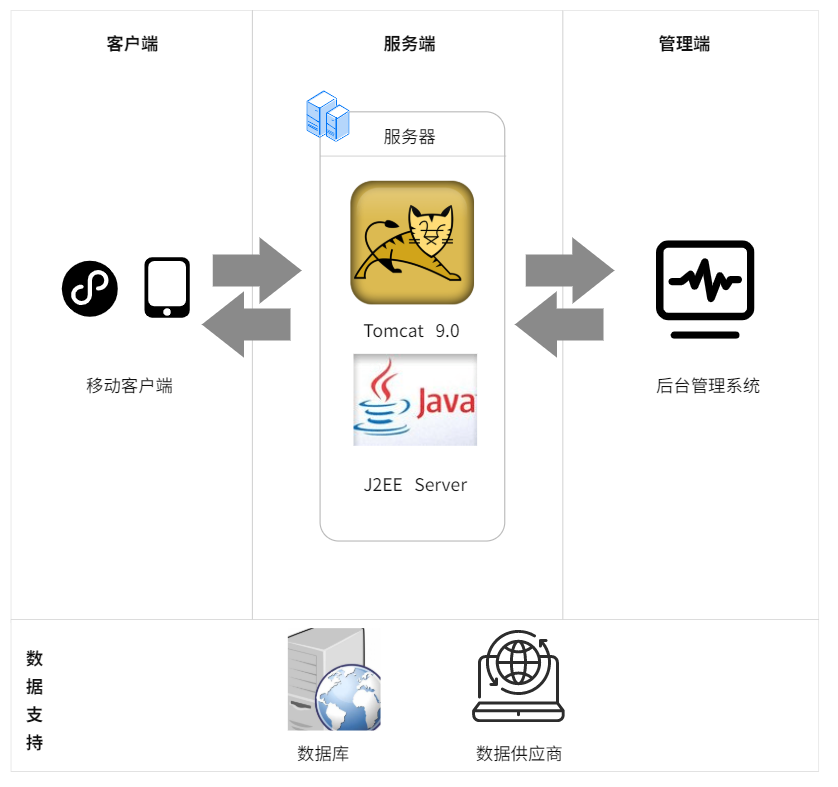 客户端
服务端
管理端
服务器
Tomcat 9.0
Java
J2EE Server
移动客户端
后台管理系统
数据支持
数据库
数据供应商